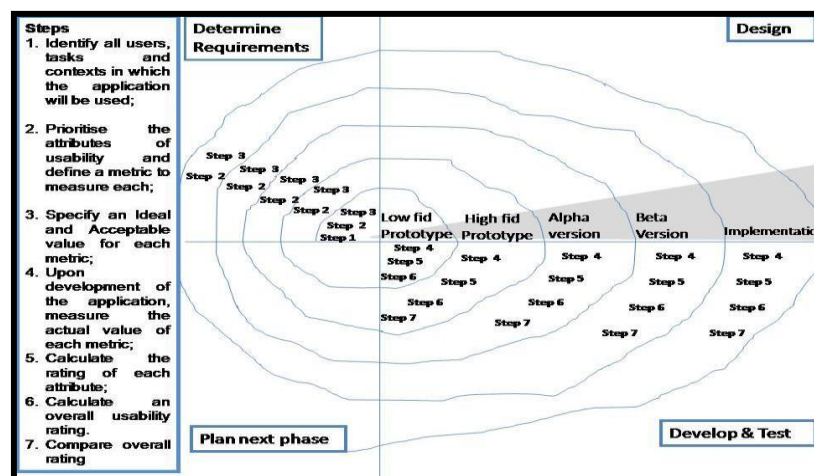 Steps
1. Identify all users,
tasks and
contexts in which
the application
will be used;
2. Prioritise the
attributes of
usability and
define a metric to
measure each;
3. Specify an Ideal
and Acceptable
value for each
metric;
4. Upon
development of
the application,
measure the
actual value of
each metric;
5. Calculate the
rating of each
attribute;
6. Calculate an
overall usability
rating.
7. Compare overall
rating
Determine
Requirements
Design
Step 3
Step 2
Step 3
Step 2
Step 3
Step 2
Step 3
Step 2
Step 3
Step 2
Step 1
Low fid
Prototype
High fid
Prototype
Alpha
version
Beta
Version
Implementatio
Step 4
Step 5
Step 6
Step 7
Step 4
Step 5
Step 6
Step 7
Step 4
Step 5
Step 6
Step 7
Step 4
Step 5
Step 6
Step 7
Step 4
Step 5
Step 6
Plan next phase
Develop & Test